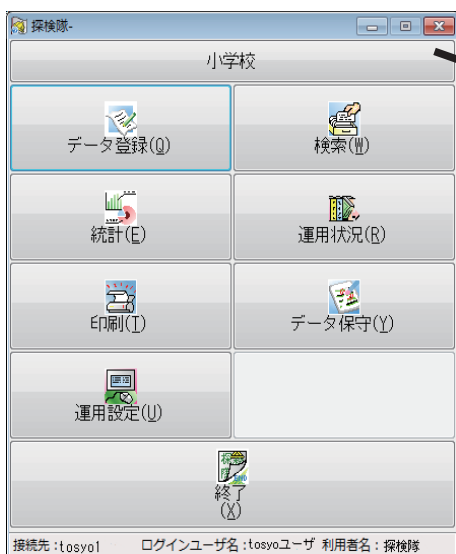 探検隊-
小学校
データ登録(Q)
検索(W)
統計(E)
運用状況(R)
印刷(T)
データ保守(Y)
運用設定(U)
終了
(X)
接続先:tosyo1 ログインユーザ名:tosyoユーザ 利用者名:探検隊